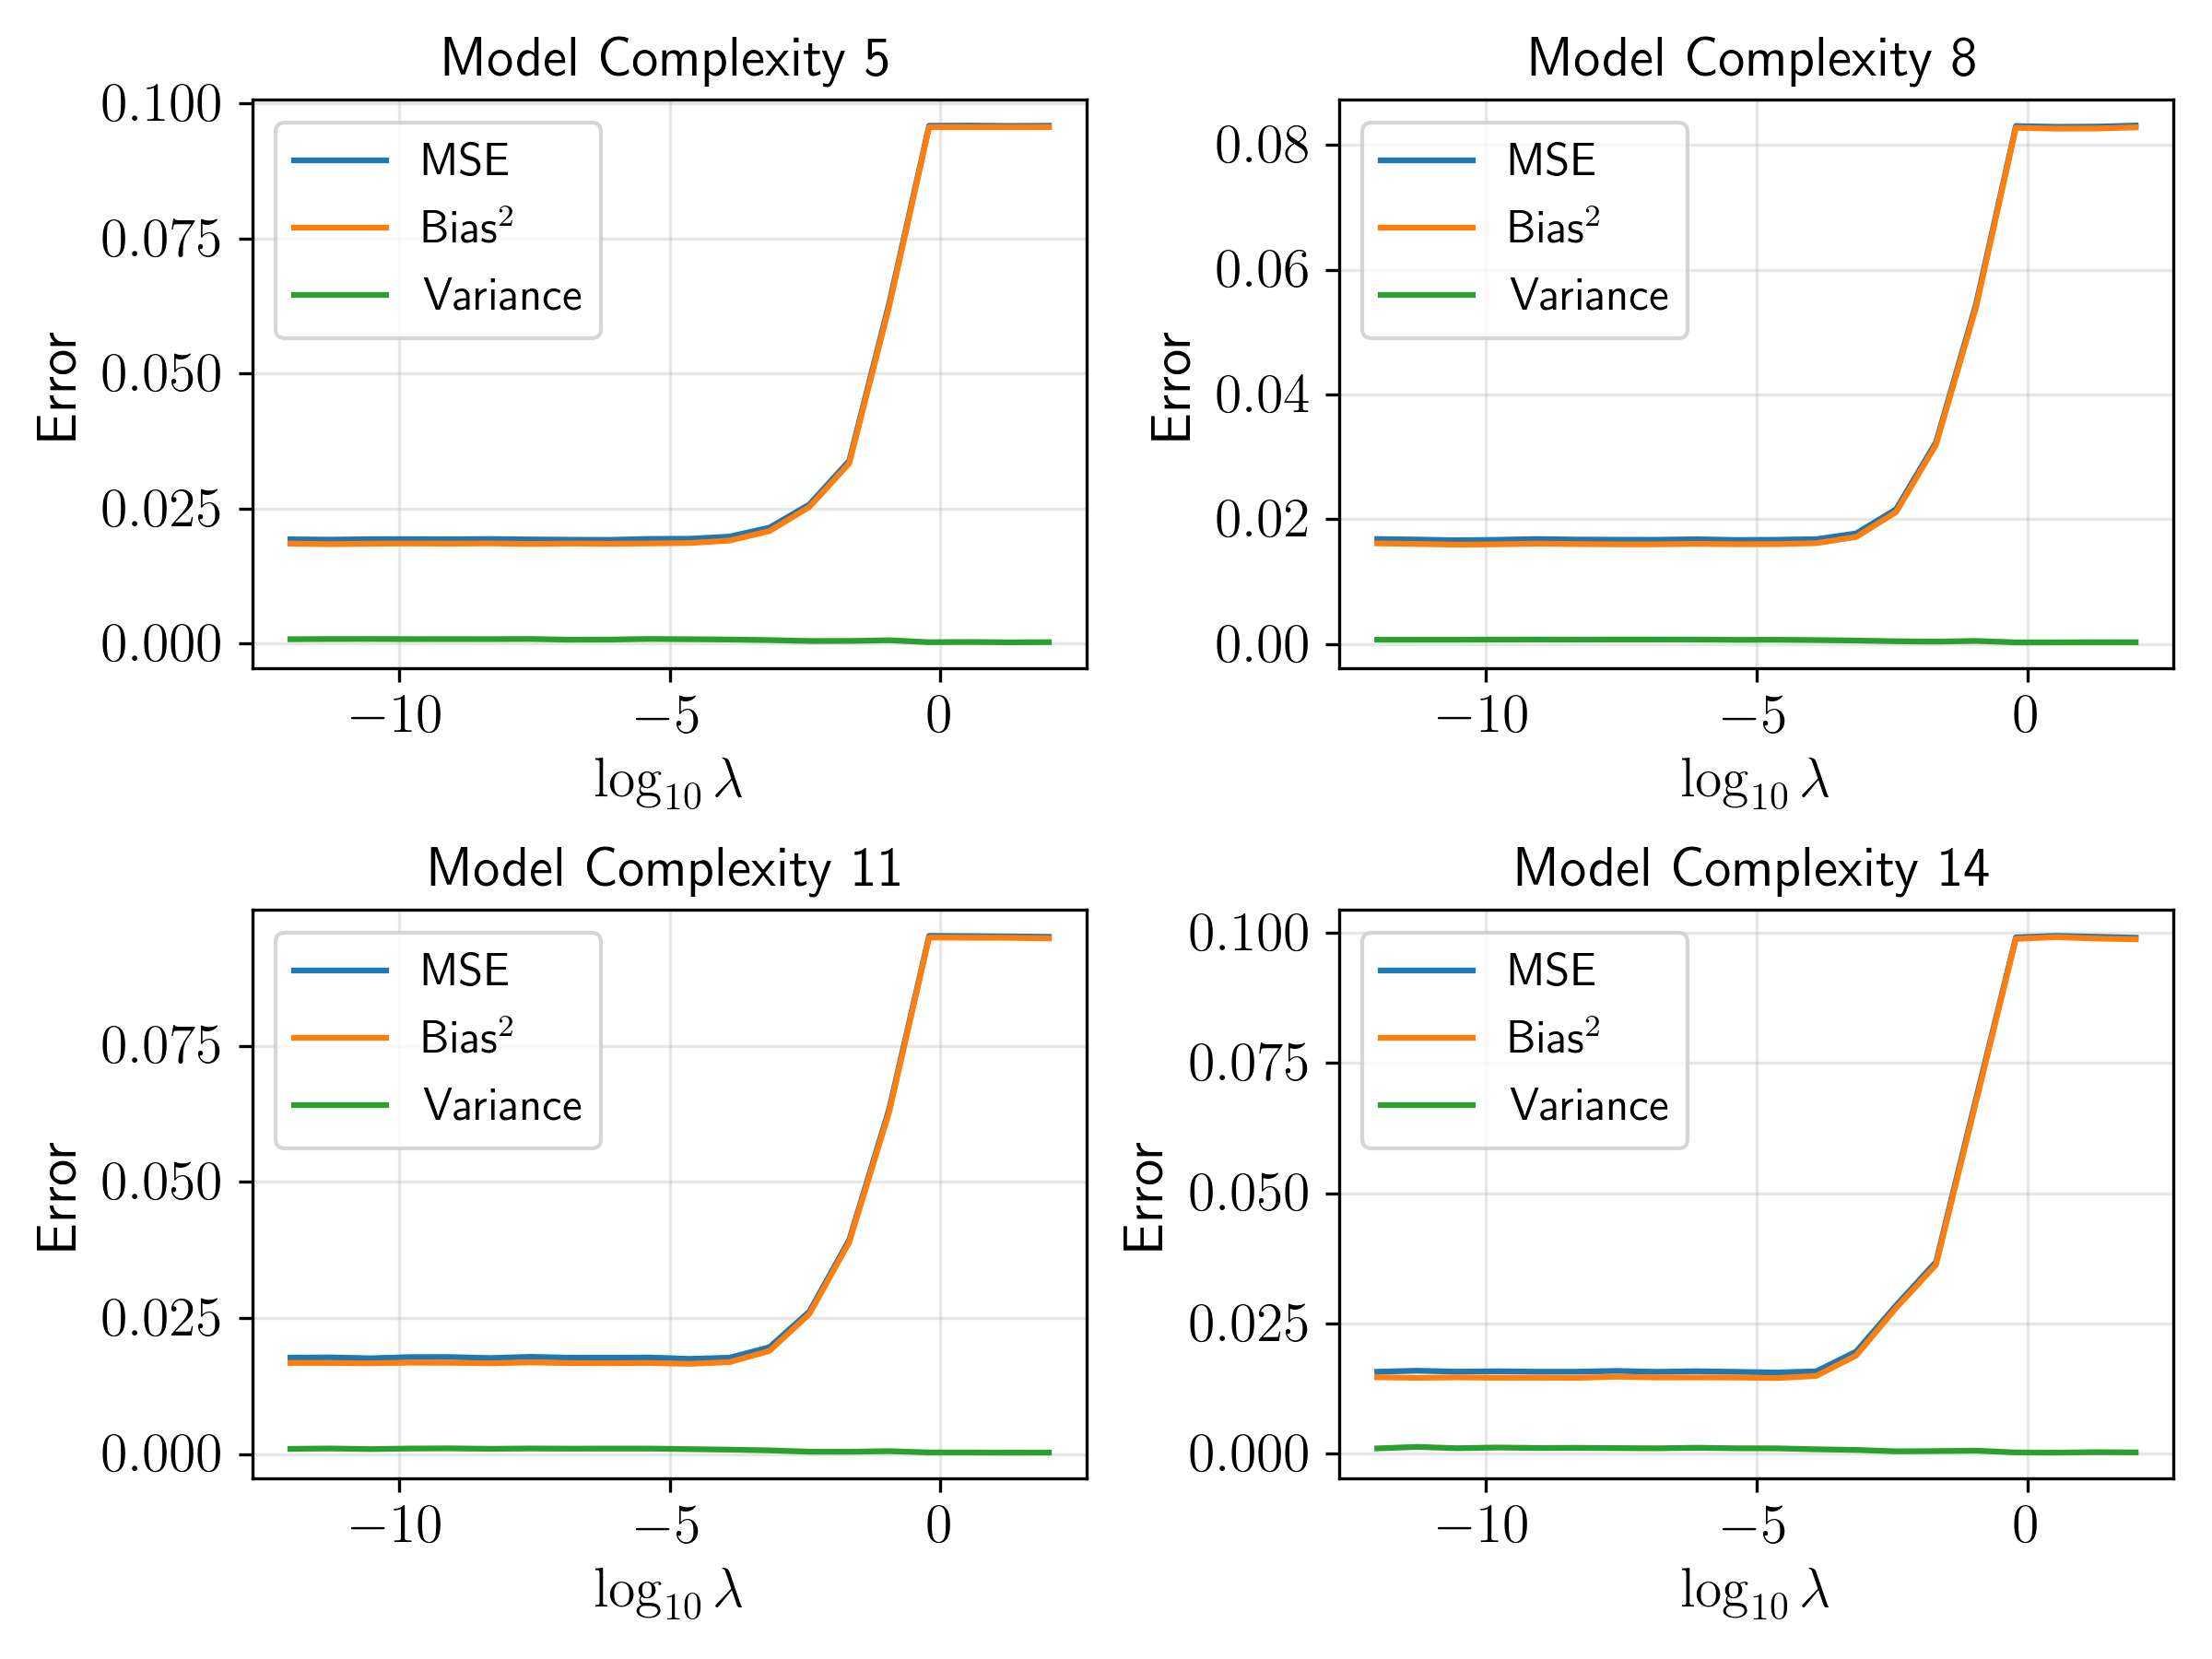 Model Complexity 5
0.100
0.075
0.050
0.025
0.000
Error
MSE
Bias²
Variance
−10 −5 0
log₁₀ λ
Model Complexity 8
0.08
0.06
0.04
0.02
0.00
Error
MSE
Bias²
Variance
−10 −5 0
log₁₀ λ
Model Complexity 11
0.075
0.050
0.025
0.000
Error
MSE
Bias²
Variance
−10 −5 0
log₁₀ λ
Model Complexity 14
0.100
0.075
0.050
0.025
0.000
Error
MSE
Bias²
Variance
−10 −5 0
log₁₀ λ